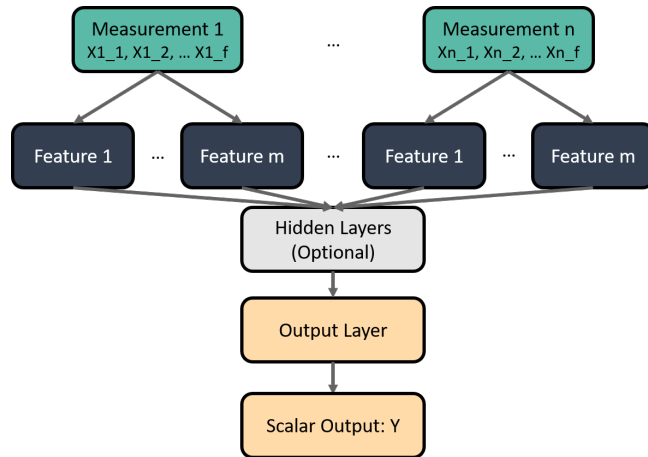 Measurement 1
X1_1, X1_2, ... X1_f
...
Measurement n
Xn_1, Xn_2, ... Xn_f
Feature 1
...
Feature m
...
Feature 1
...
Feature m
Hidden Layers
(Optional)
Output Layer
Scalar Output: Y